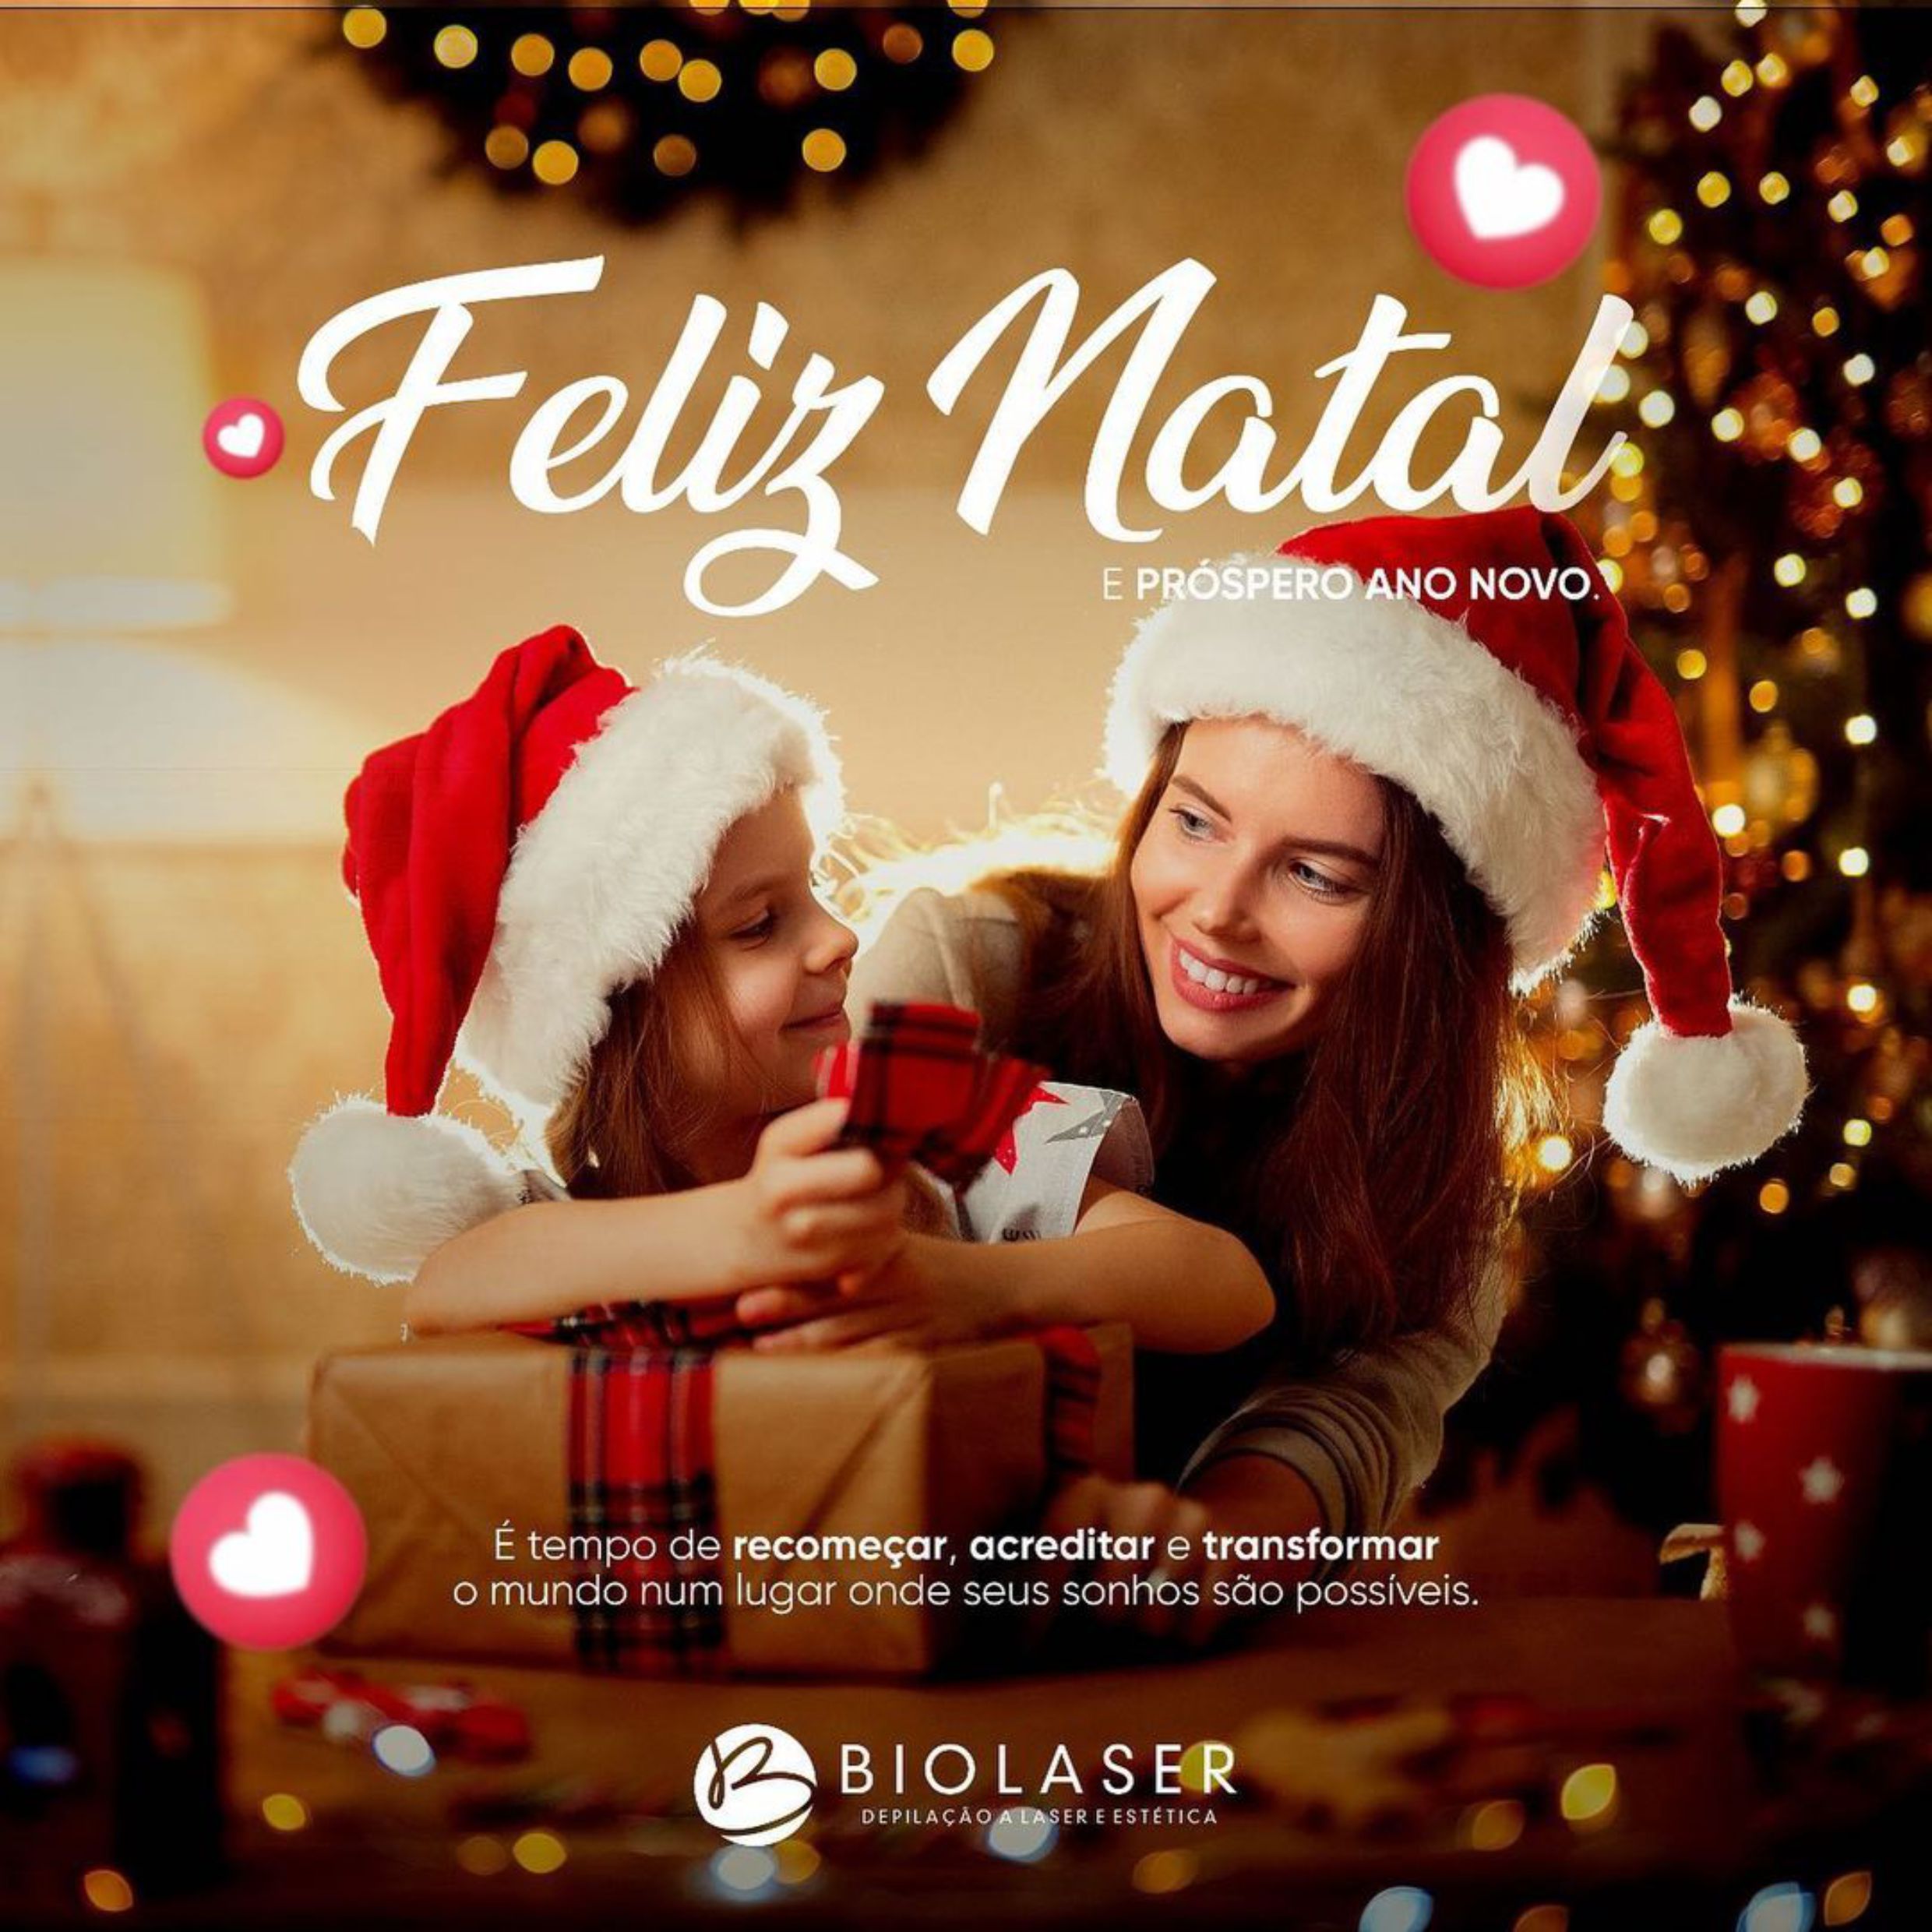 Feliz Natal
E PRÓSPERO ANO NOVO.
É tempo de recomeçar, acreditar e transformar
o mundo num lugar onde seus sonhos são possíveis.
BIOLASER
DEPILAÇÃO A LASER E ESTÉTICA